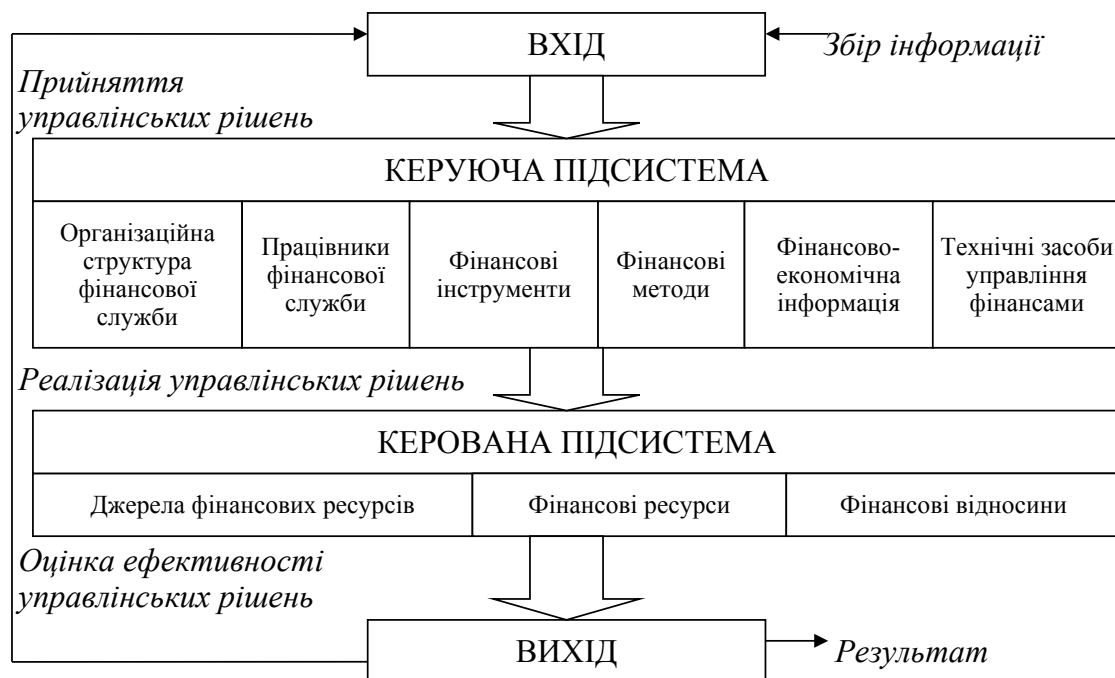 ВХІД
Збір інформації
Прийняття
управлінських рішень
КЕРУЮЧА ПІДСИСТЕМА
Організаційна
структура
фінансової
служби
Працівники
фінансової
служби
Фінансові
інструменти
Фінансові
методи
Фінансово-
економічна
інформація
Технічні засоби
управління
фінансами
Реалізація управлінських рішень
КЕРОВАНА ПІДСИСТЕМА
Джерела фінансових ресурсів
Фінансові ресурси
Фінансові відносини
Оцінка ефективності
управлінських рішень
ВИХІД
Результат